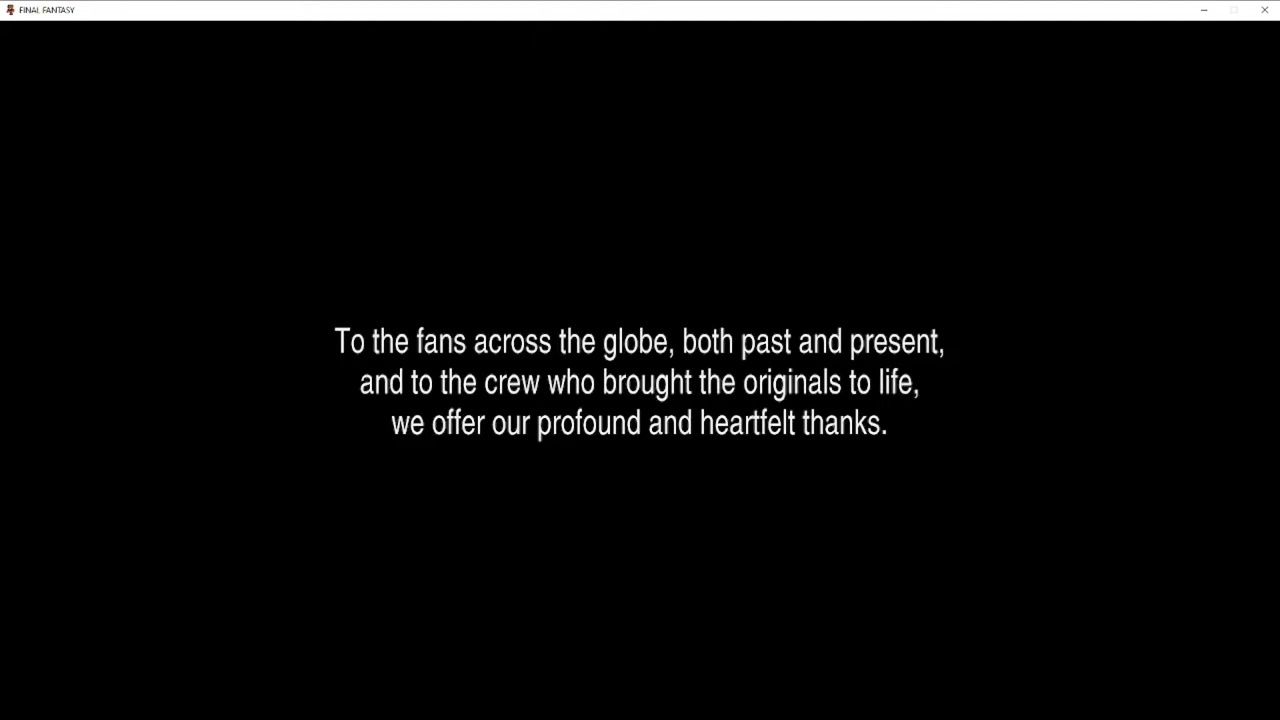 FINAL FANTASY
To the fans across the globe, both past and present,
and to the crew who brought the originals to life,
we offer our profound and heartfelt thanks.